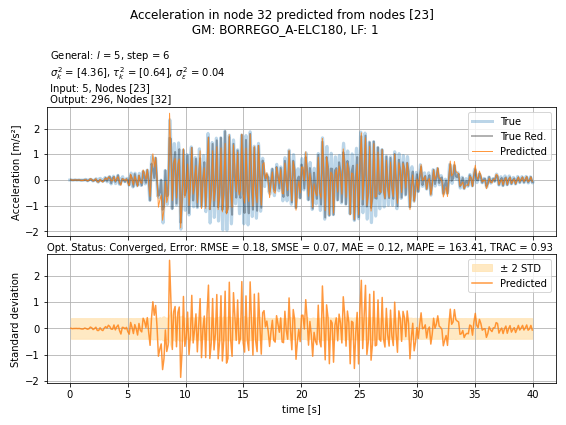 Acceleration in node 32 predicted from nodes [23]
GM: BORREGO_A-ELC180, LF: 1
General: l = 5, step = 6
σ²ₖ = [4.36], τ²ₖ = [0.64], σ²ε = 0.04
Input: 5, Nodes [23]
Output: 296, Nodes [32]
Acceleration [m/s²]
2
1
0
−1
−2
True
True Red.
Predicted
Opt. Status: Converged, Error: RMSE = 0.18, SMSE = 0.07, MAE = 0.12, MAPE = 163.41, TRAC = 0.93
Standard deviation
2
1
0
−1
−2
± 2 STD
Predicted
0 5 10 15 20 25 30 35 40
time [s]